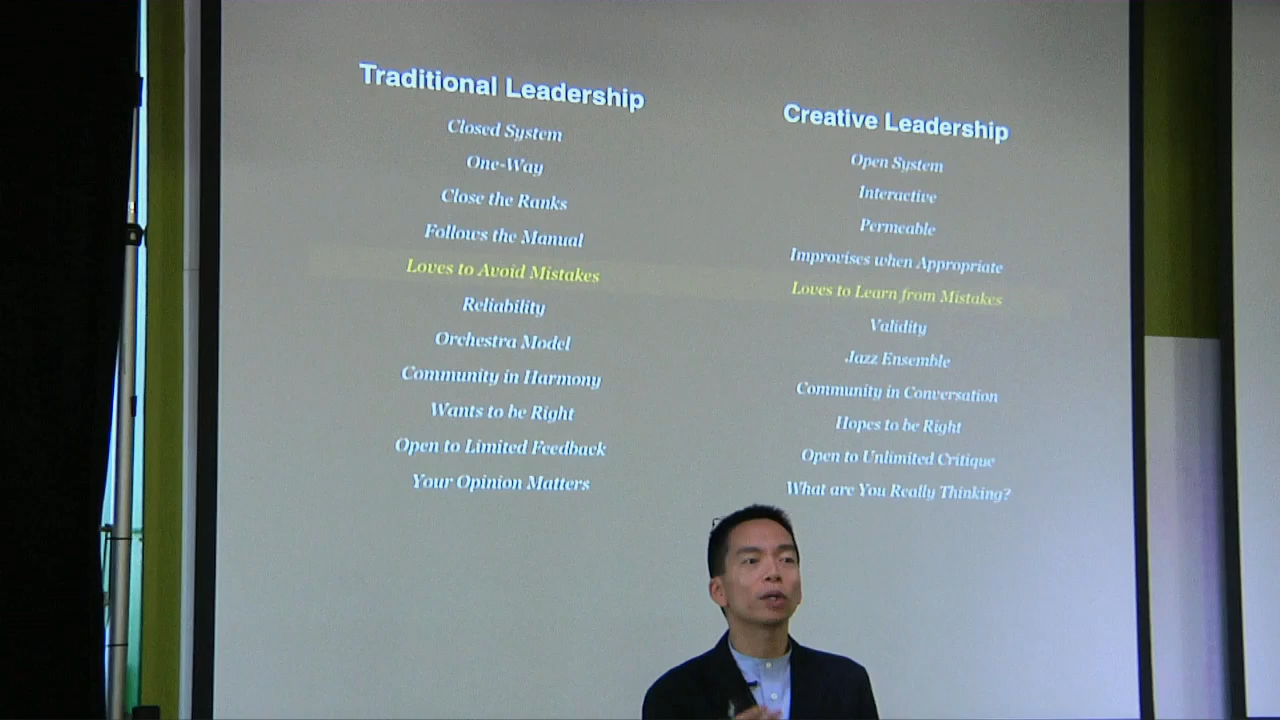 Traditional Leadership
Closed System
One-Way
Close the Ranks
Follows the Manual
Loves to Avoid Mistakes
Reliability
Orchestra Model
Community in Harmony
Wants to be Right
Open to Limited Feedback
Your Opinion Matters
Creative Leadership
Open System
Interactive
Permeable
Improvises when Appropriate
Loves to Learn from Mistakes
Validity
Jazz Ensemble
Community in Conversation
Hopes to be Right
Open to Unlimited Critique
What are You Really Thinking?